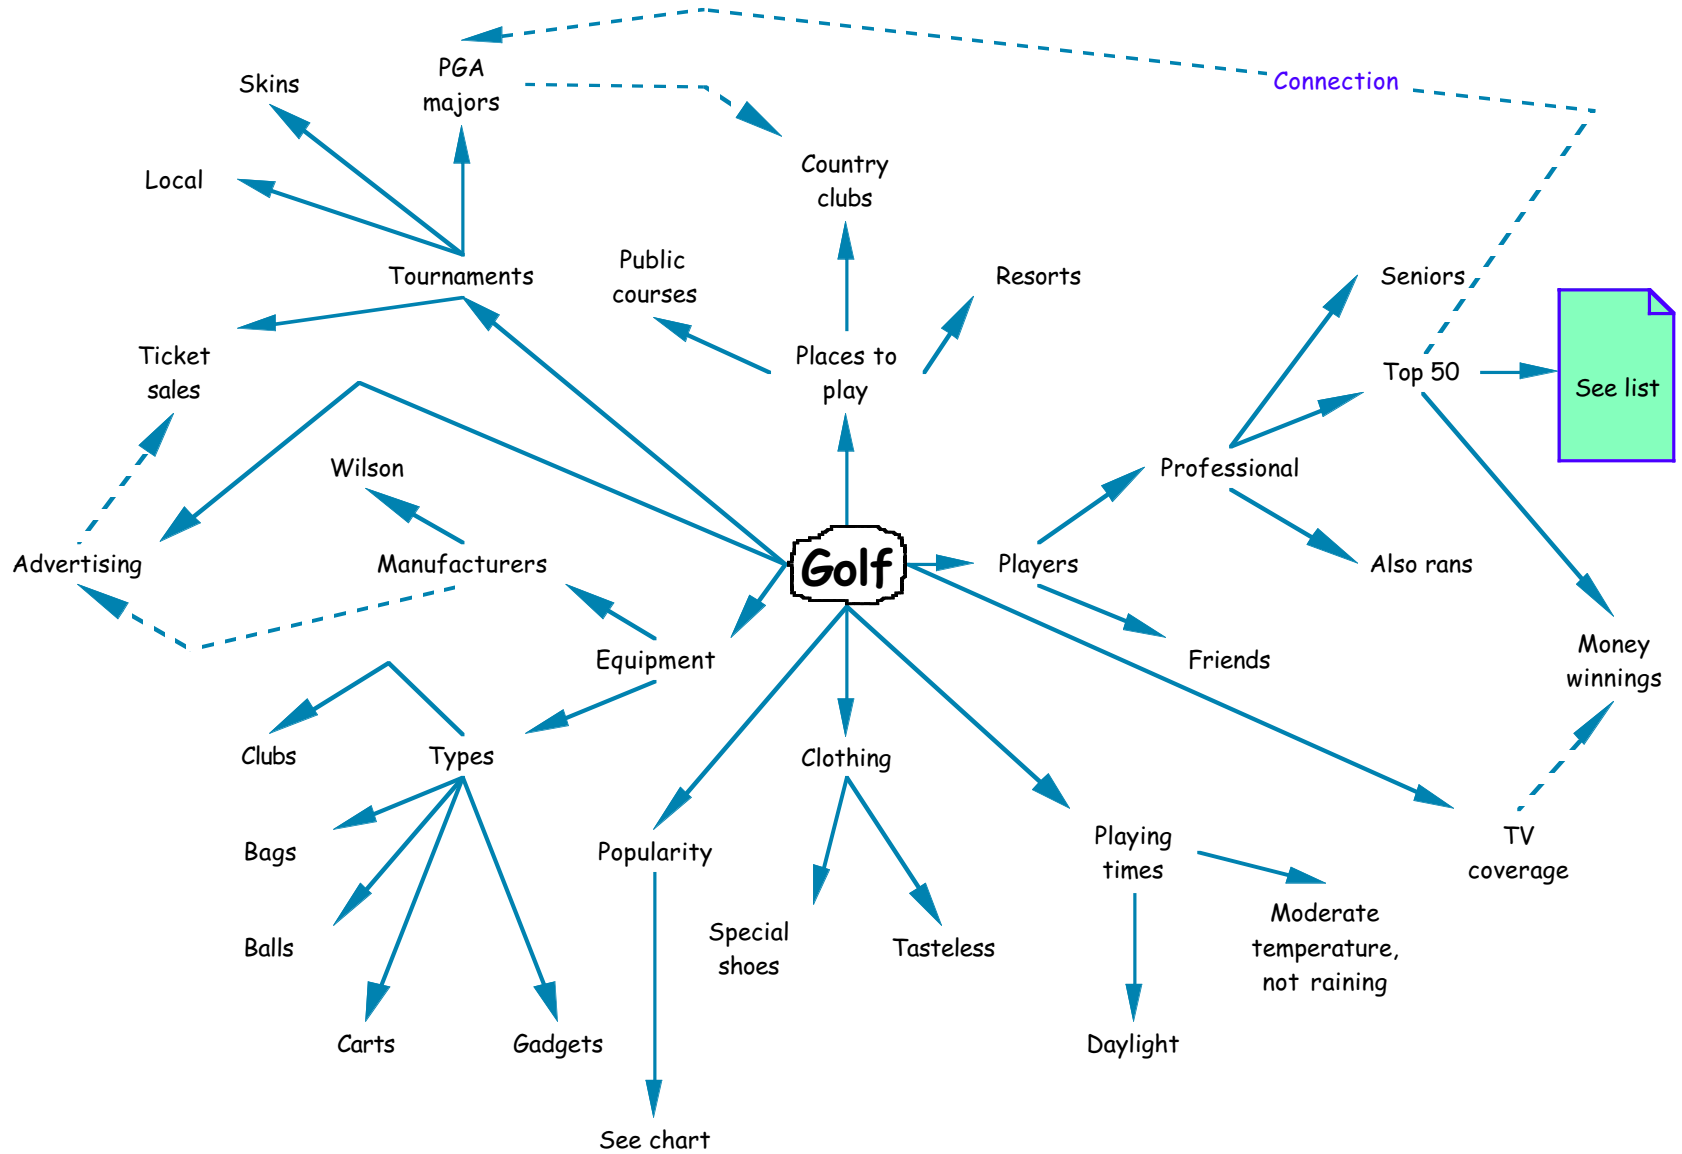 PGA
majors
Skins
Connection
Country
clubs
Local
Public
courses
Tournaments
Resorts
Seniors
Ticket
sales
Places to
play
Top 50
See list
Wilson
Professional
Advertising
Manufacturers
Golf
Players
Also rans
Equipment
Friends
Money
winnings
Clubs
Types
Clothing
Bags
Popularity
Playing
times
TV
coverage
Balls
Special
shoes
Tasteless
Moderate
temperature,
not raining
Carts
Gadgets
Daylight
See chart